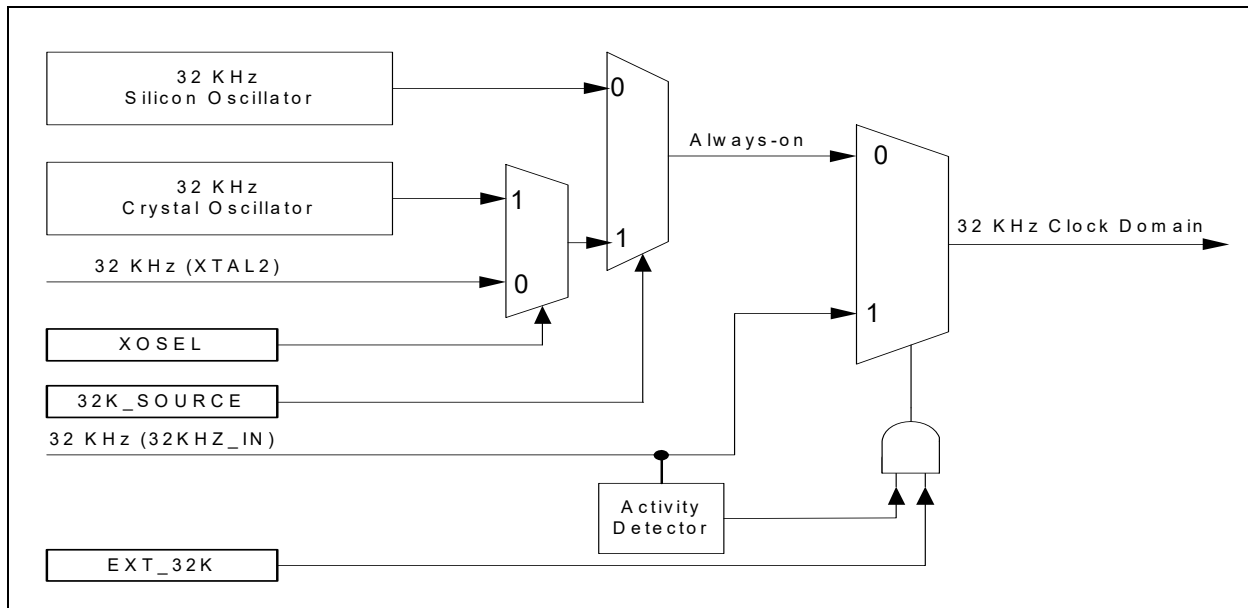 32 KHz
Silicon Oscillator
0
Always-on
0
32 KHz
Crystal Oscillator
1
1
32 KHz Clock Domain
32 KHz (XTAL2)
0
1
XOSEL
32K_SOURCE
32 KHz (32KHZ_IN)
Activity
Detector
EXT_32K